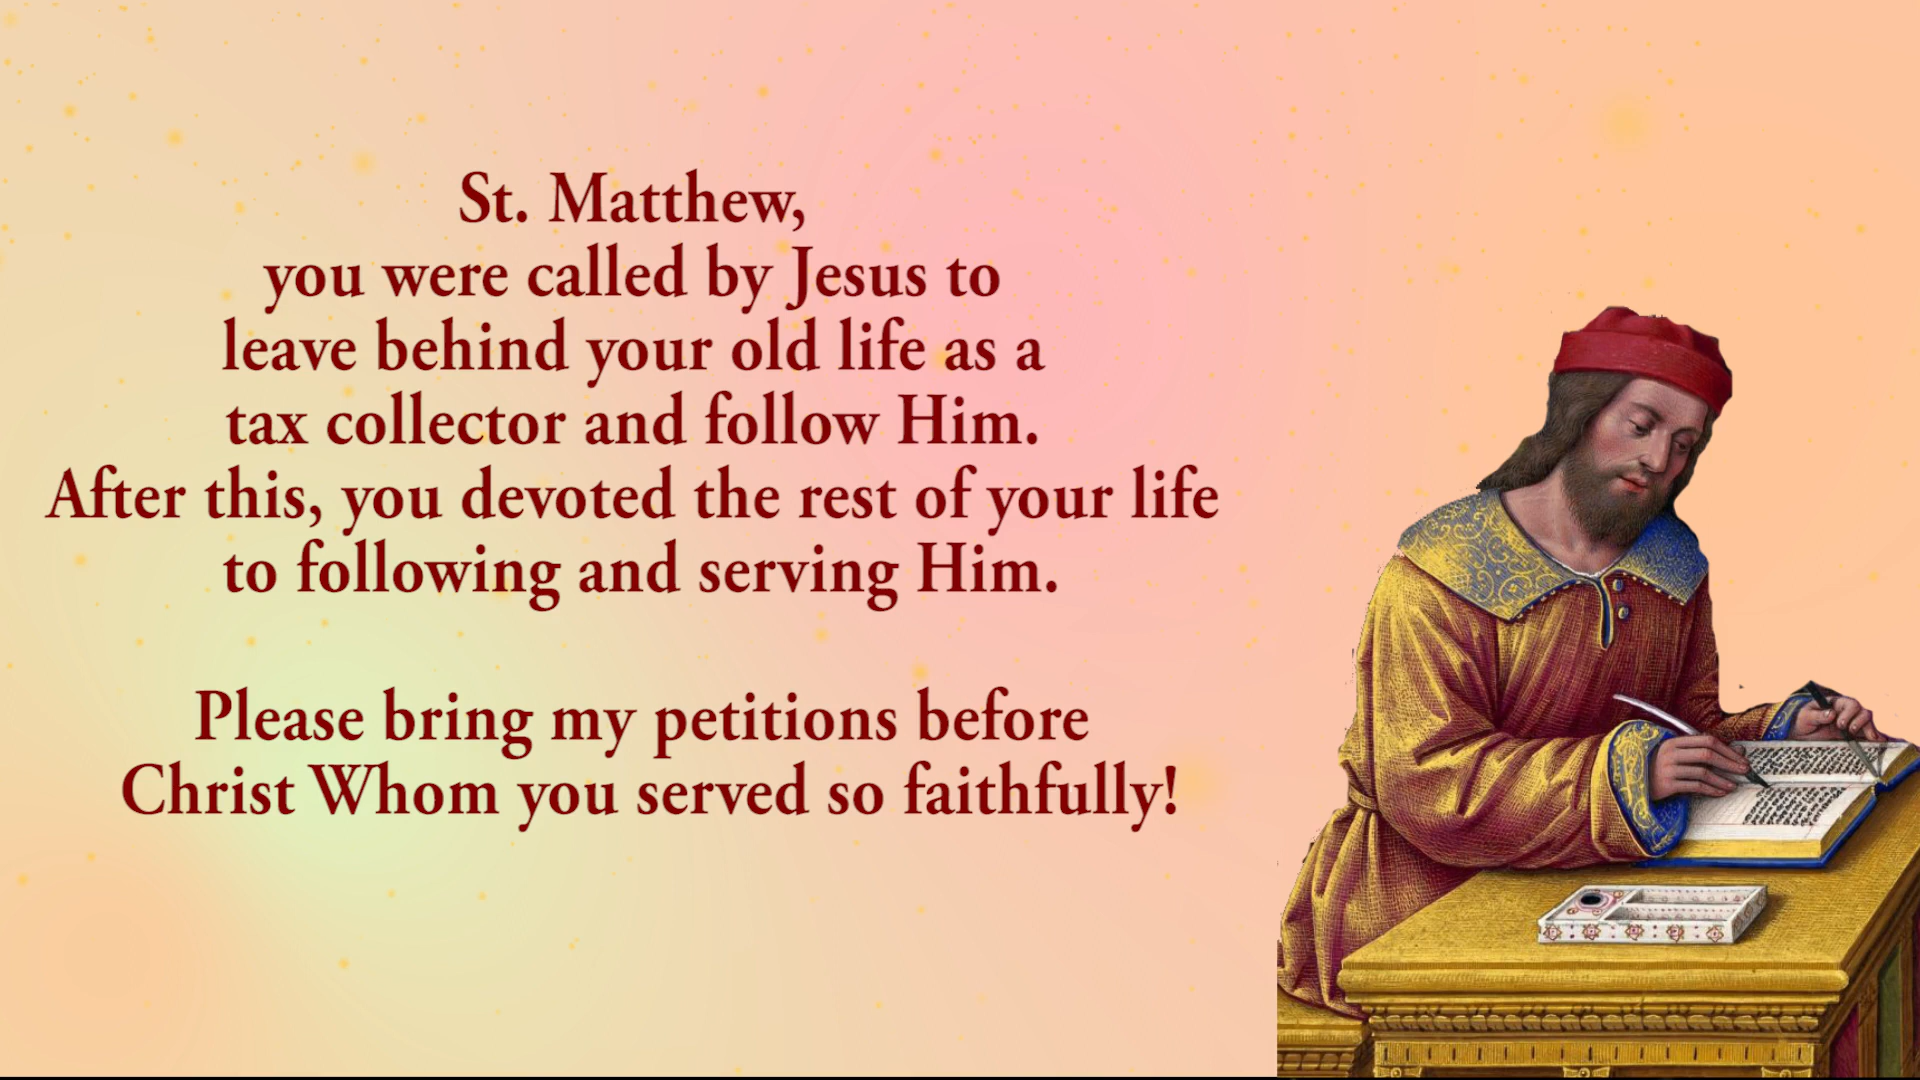 St. Matthew,
you were called by Jesus to
leave behind your old life as a
tax collector and follow Him.
After this, you devoted the rest of your life
to following and serving Him.
Please bring my petitions before
Christ Whom you served so faithfully!